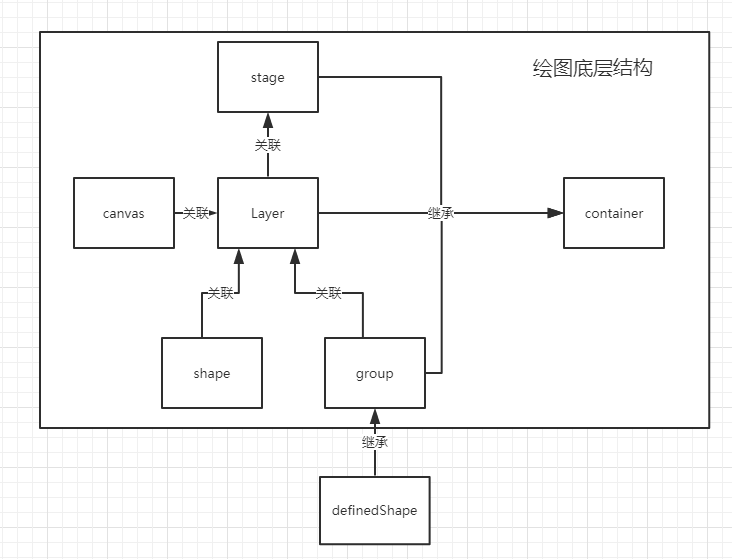 stage
绘图底层结构
关联
canvas
关联
Layer
继承
container
关联
关联
shape
group
继承
definedShape